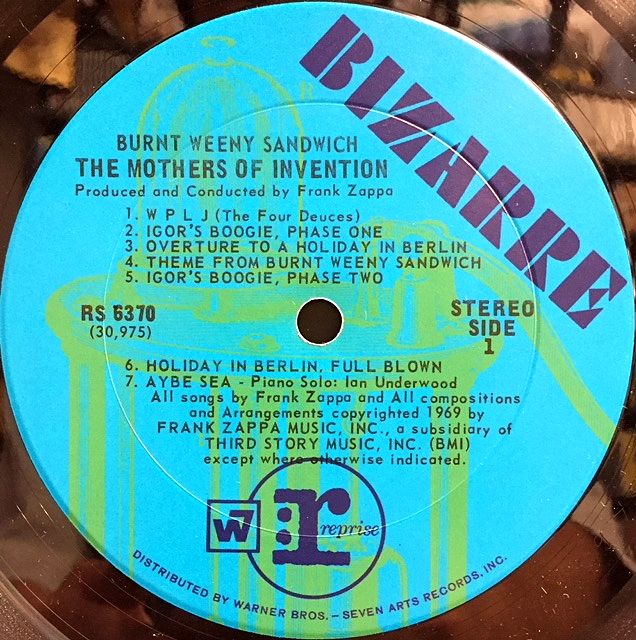 BIZARRE
BURNT WEENY SANDWICH
THE MOTHERS OF INVENTION
Produced and Conducted by Frank Zappa
1. W P L J (The Four Deuces)
2. IGOR'S BOOGIE, PHASE ONE
3. OVERTURE TO A HOLIDAY IN BERLIN
4. THEME FROM BURNT WEENY SANDWICH
5. IGOR'S BOOGIE, PHASE TWO
RS 6370
(30,975)
STEREO
SIDE
1
6. HOLIDAY IN BERLIN, FULL BLOWN
7. AYBE SEA - Piano Solo: Ian Underwood
All songs by Frank Zappa and All compositions
and Arrangements copyrighted 1969 by
FRANK ZAPPA MUSIC, INC., a subsidiary of
THIRD STORY MUSIC, INC. (BMI)
except where otherwise indicated.
W7
:r reprise
DISTRIBUTED BY WARNER BROS. – SEVEN ARTS RECORDS, INC.